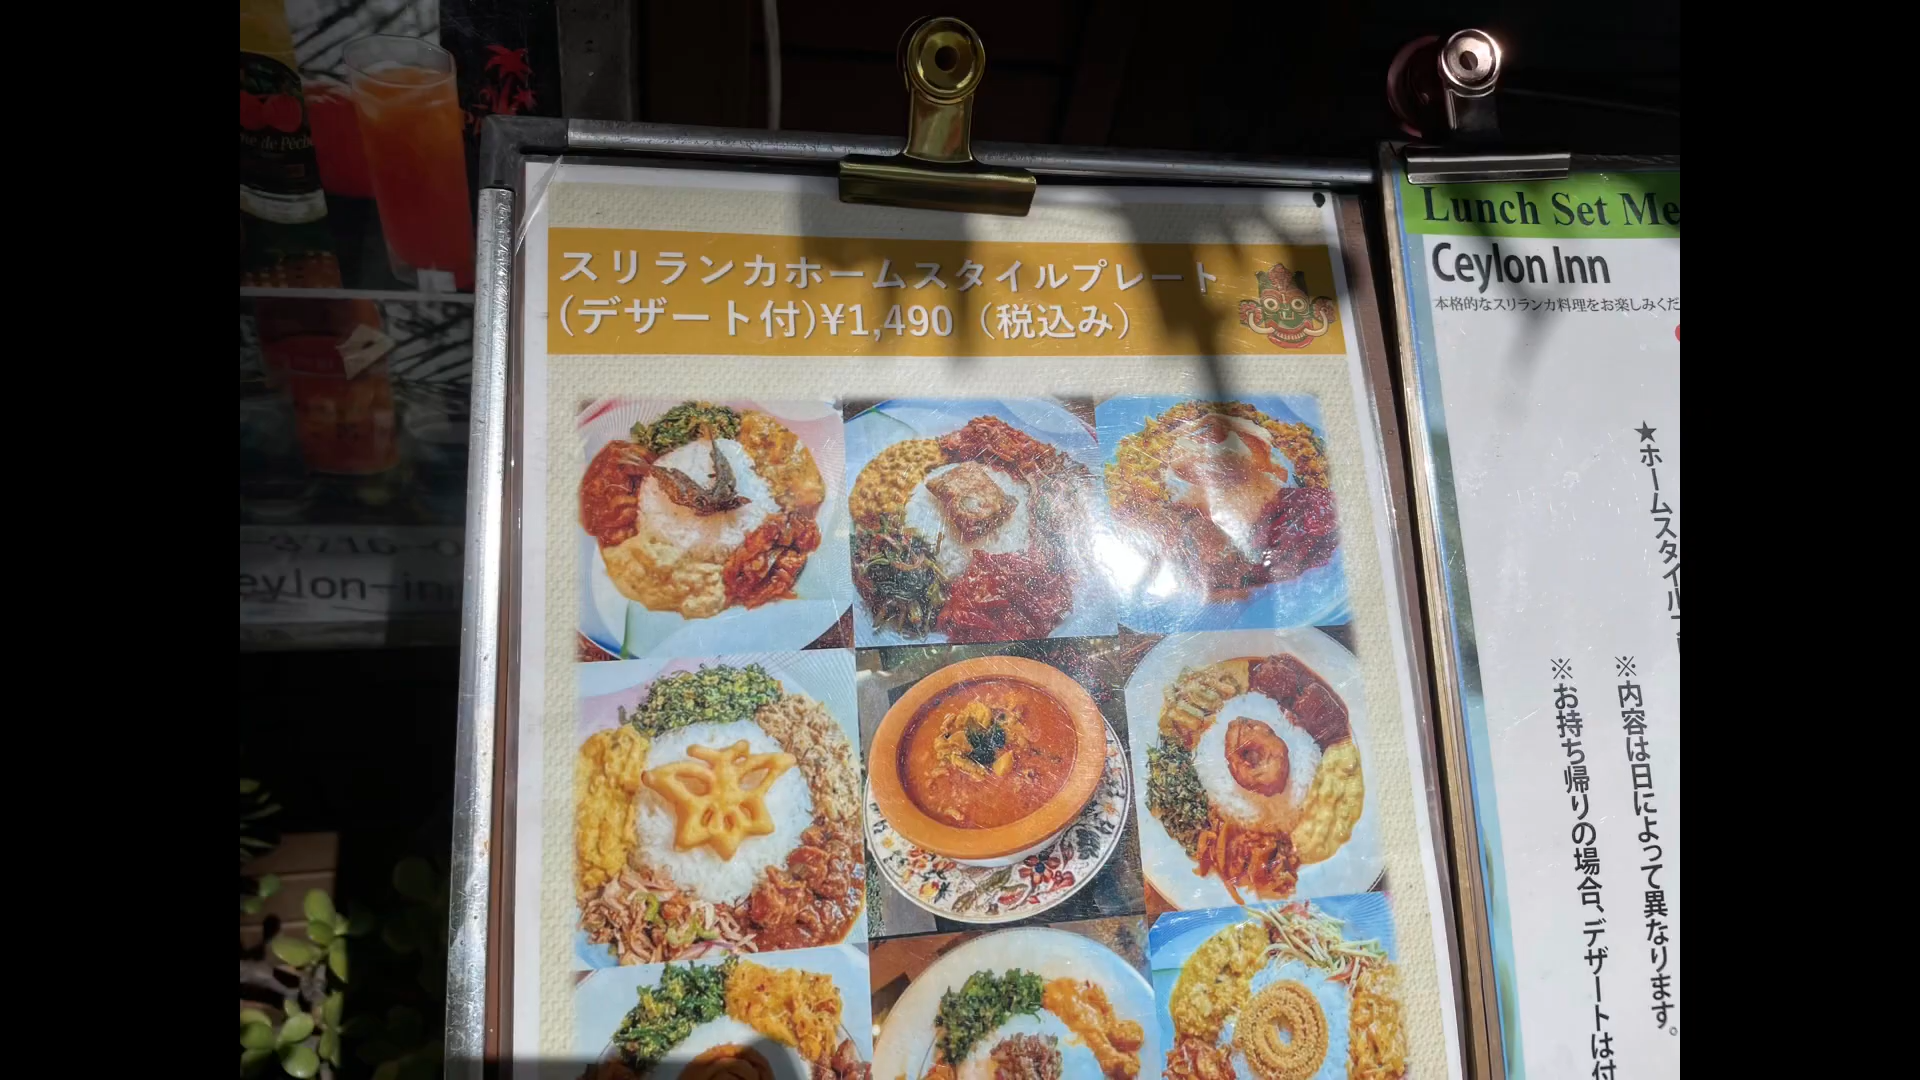 スリランカホームスタイルプレート
(デザート付)¥1,490（税込み）
Lunch Set Me
Ceylon Inn
本格的なスリランカ料理をお楽しみくだ
★ホームスタイル
※内容は日によって異なります。
※お持ち帰りの場合、デザートは付
de Pêch
eylon-in